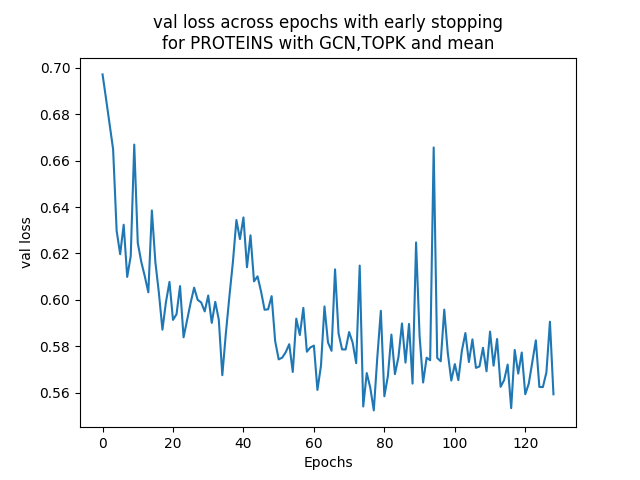 val loss across epochs with early stopping
for PROTEINS with GCN,TOPK and mean
0.70
0.68
0.66
0.64
0.62
0.60
0.58
0.56
val loss
0 20 40 60 80 100 120
Epochs